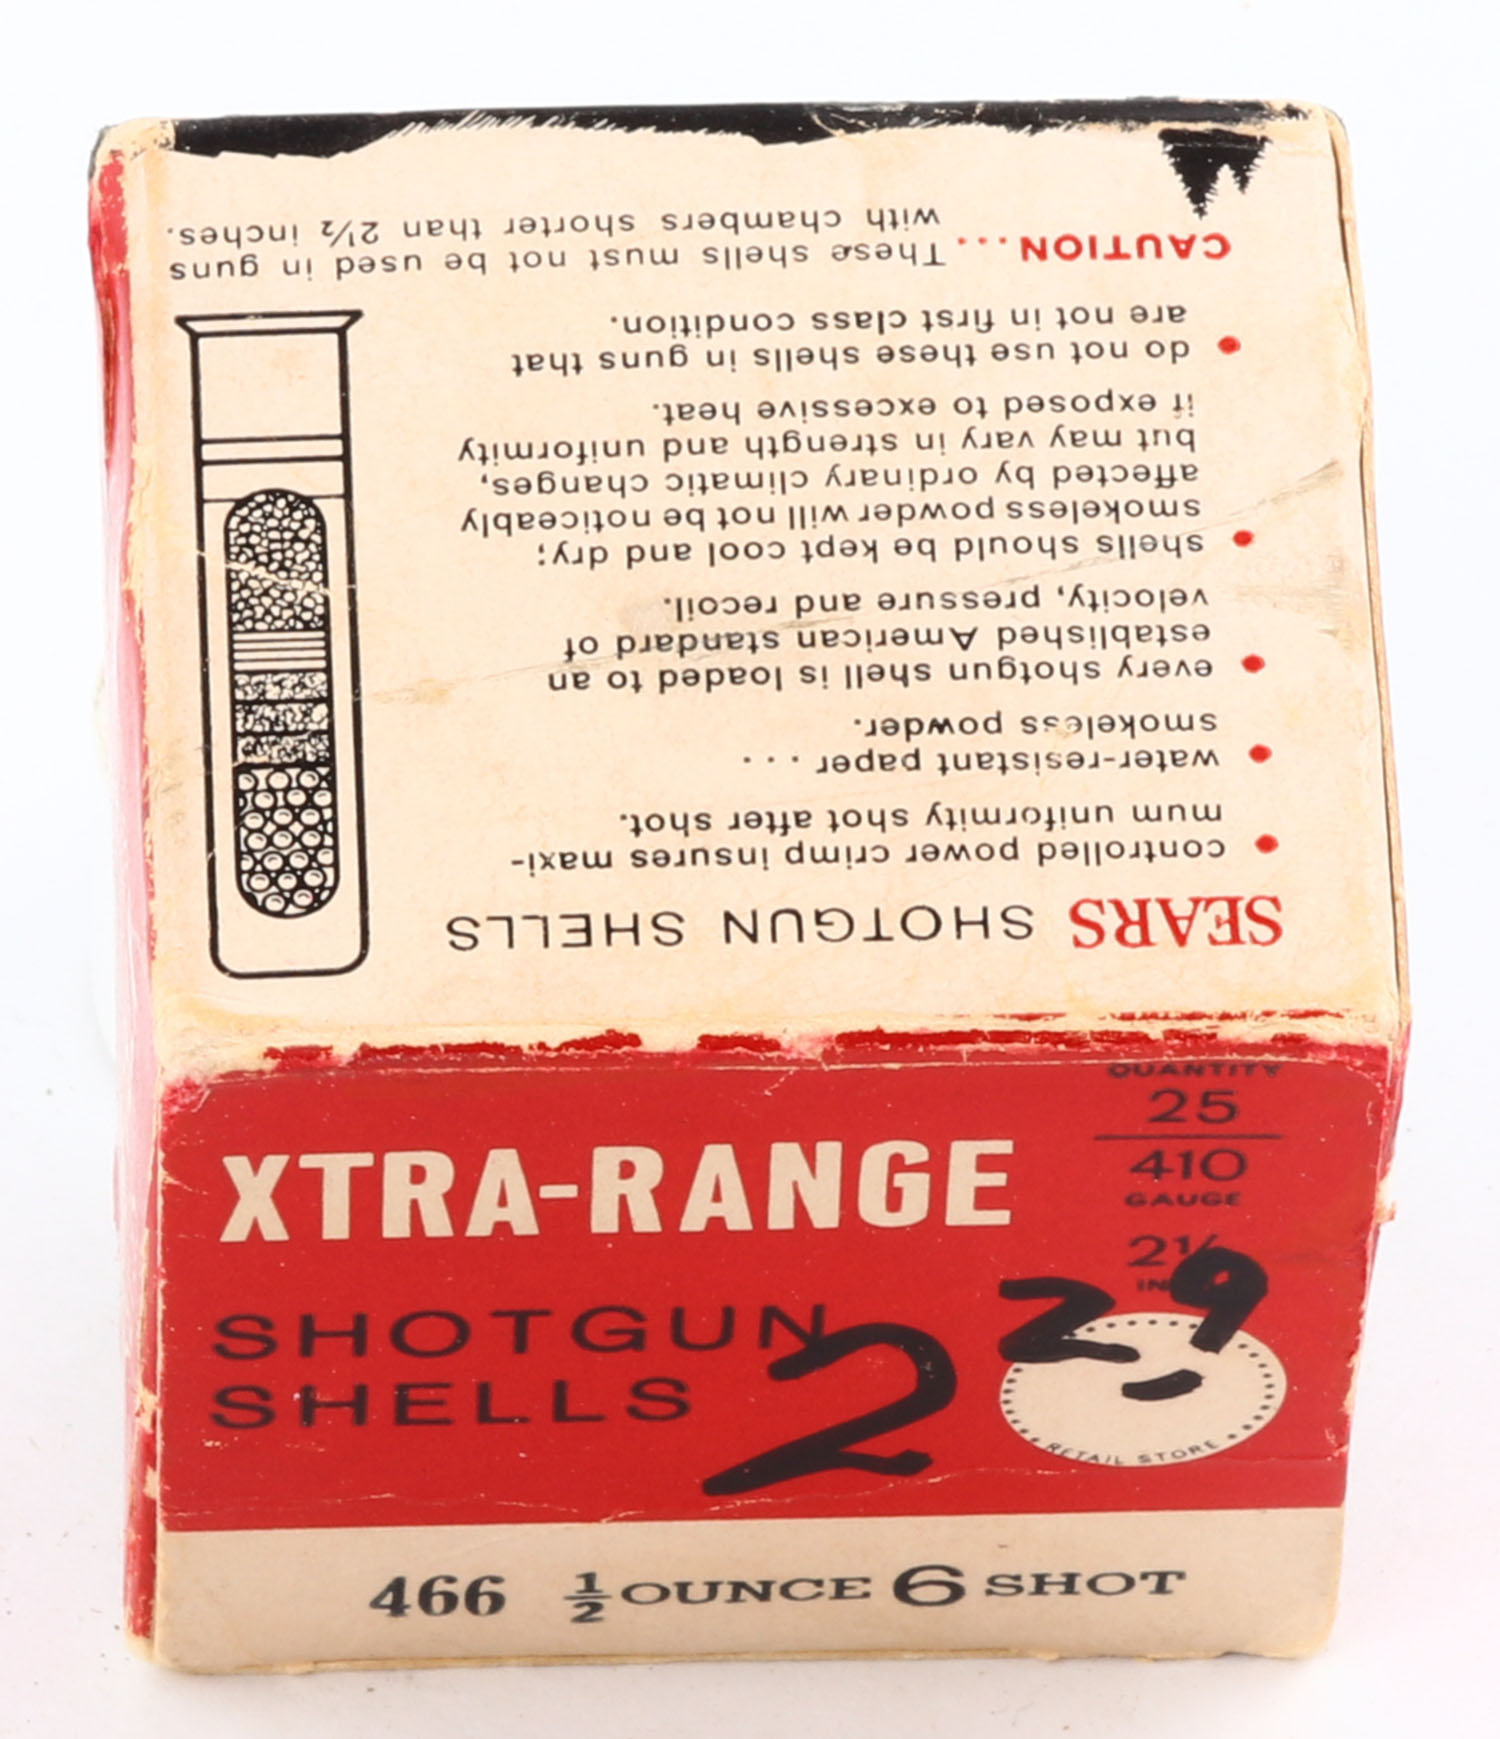 SEARS SHOTGUN SHELLS
• controlled power crimp insures maxi-
mum uniformity shot after shot.
• water-resistant paper ...
smokeless powder.
• every shotgun shell is loaded to an
established American standard of
velocity, pressure and recoil.
• shells should be kept cool and dry;
smokeless powder will not be noticeably
affected by ordinary climatic changes,
but may vary in strength and uniformity
if exposed to excessive heat.
• do not use these shells in guns that
are not in first class condition.
CAUTION... These shells must not be used in guns
with chambers shorter than 2½ inches.
XTRA-RANGE
SHOTGUN
SHELLS
QUANTITY
25
410
GAUGE
2 29
RETAIL STORE
466 ½ OUNCE 6 SHOT